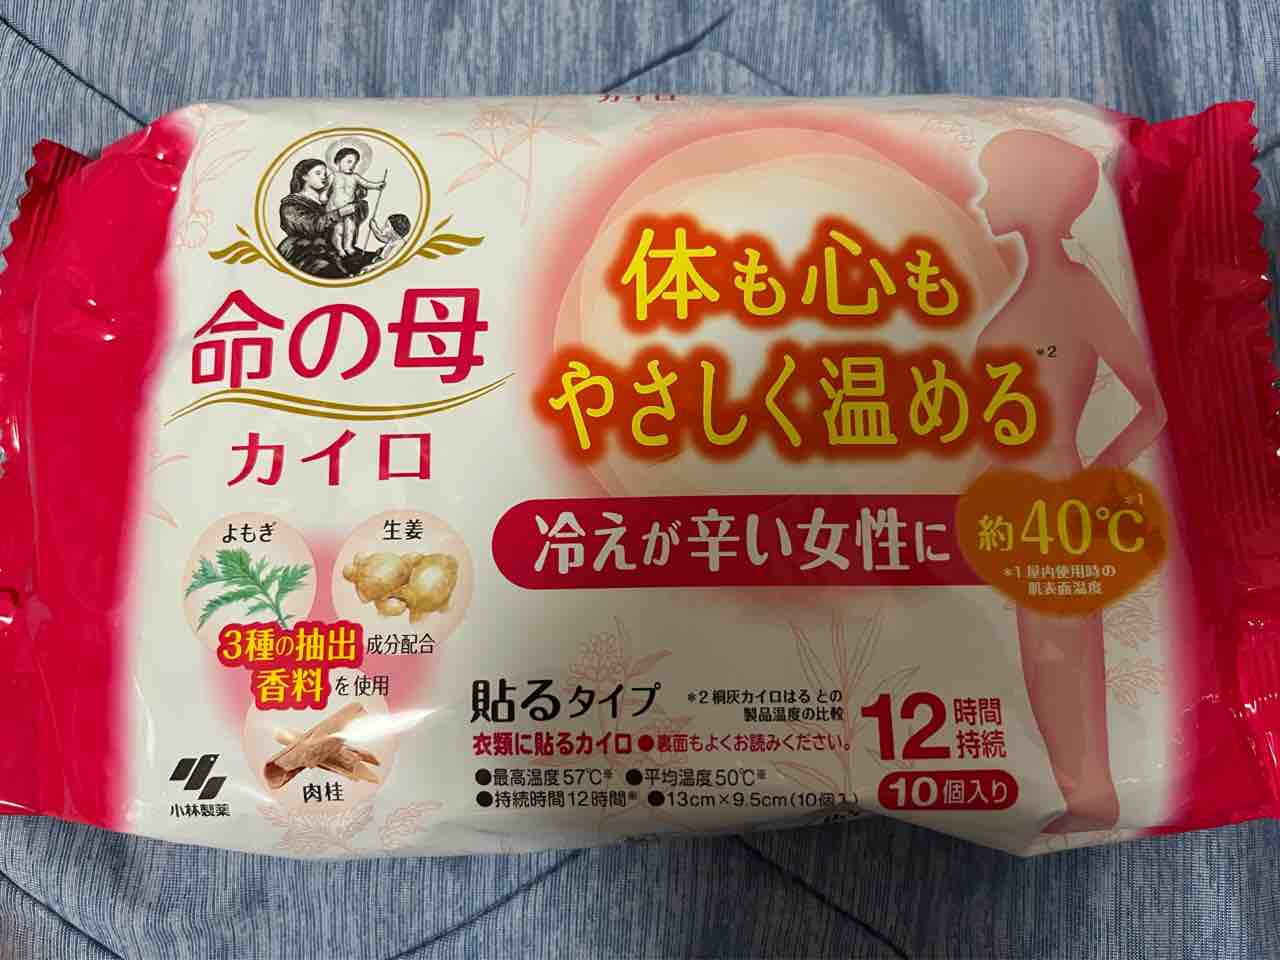 カイロ
命の母
カイロ
体も心も
やさしく温める*2
冷えが辛い女性に
約40℃*1
*1 屋内使用時の
肌表面温度
よもぎ
生姜
3種の抽出成分配合
香料を使用
肉桂
小林製薬
貼るタイプ
*2 桐灰カイロはる との
製品温度の比較
衣類に貼るカイロ●裏面もよくお読みください。
●最高温度57℃※ ●平均温度50℃※
●持続時間12時間※ ●13cm×9.5cm(10個入)
12時間
持続
10個入り